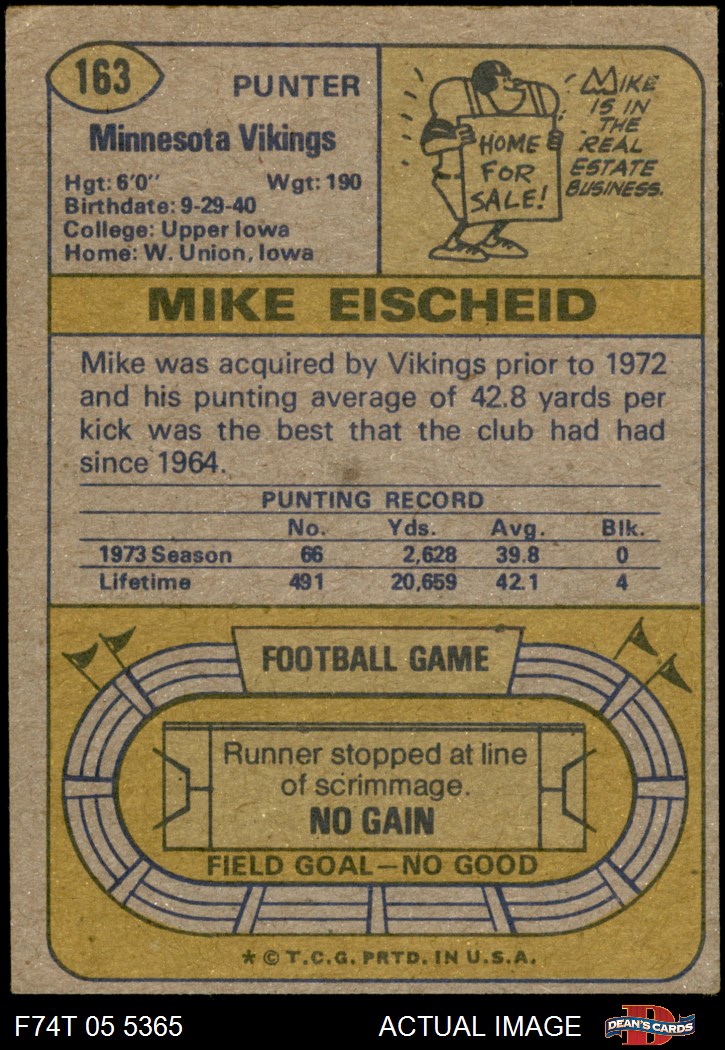 163
PUNTER
Minnesota Vikings
Hgt: 6'0" Wgt: 190
Birthdate: 9-29-40
College: Upper Iowa
Home: W. Union, Iowa
HOME
FOR
SALE!
MIKE
IS IN
THE
REAL
ESTATE
BUSINESS.
MIKE EISCHEID
Mike was acquired by Vikings prior to 1972
and his punting average of 42.8 yards per
kick was the best that the club had had
since 1964.
PUNTING RECORD
No. Yds. Avg. Blk.
1973 Season 66 2,628 39.8 0
Lifetime 491 20,659 42.1 4
FOOTBALL GAME
Runner stopped at line
of scrimmage.
NO GAIN
FIELD GOAL—NO GOOD
* © T.C.G. PRTD. IN U.S.A.
F74T 05 5365 ACTUAL IMAGE
D
DEAN'S CARDS